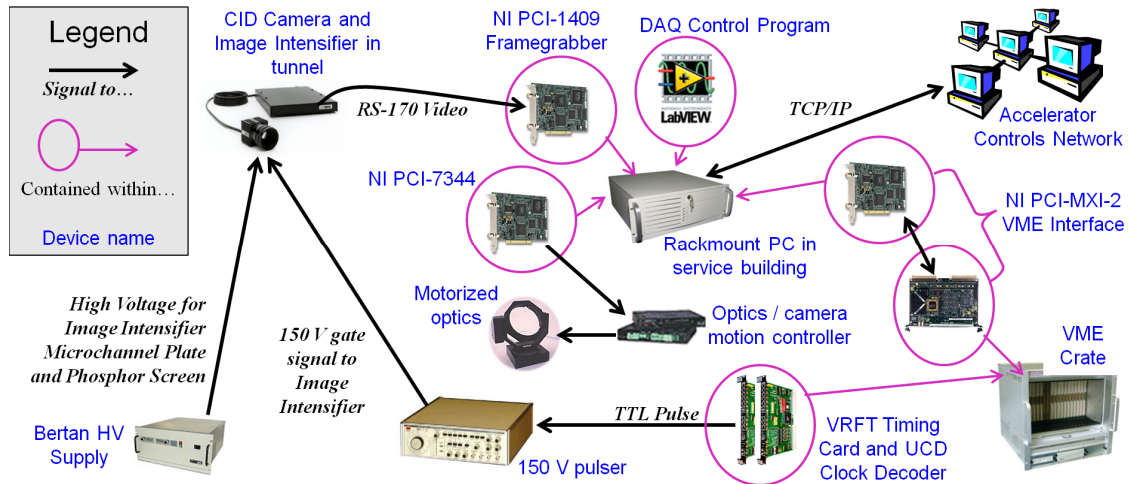 Legend
Signal to…
Contained within…
Device name
CID Camera and
Image Intensifier in
tunnel
RS-170 Video
NI PCI-1409
Framegrabber
DAQ Control Program
NATIONAL INSTRUMENTS
LabVIEW
TCP/IP
Accelerator
Controls Network
NI PCI-7344
Rackmount PC in
service building
NI PCI-MXI-2
VME Interface
High Voltage for
Image Intensifier
Microchannel Plate
and Phosphor Screen
150 V gate
signal to
Image
Intensifier
Motorized
optics
Optics / camera
motion controller
VME
Crate
Bertan HV
Supply
150 V pulser
TTL Pulse
VRFT Timing
Card and UCD
Clock Decoder